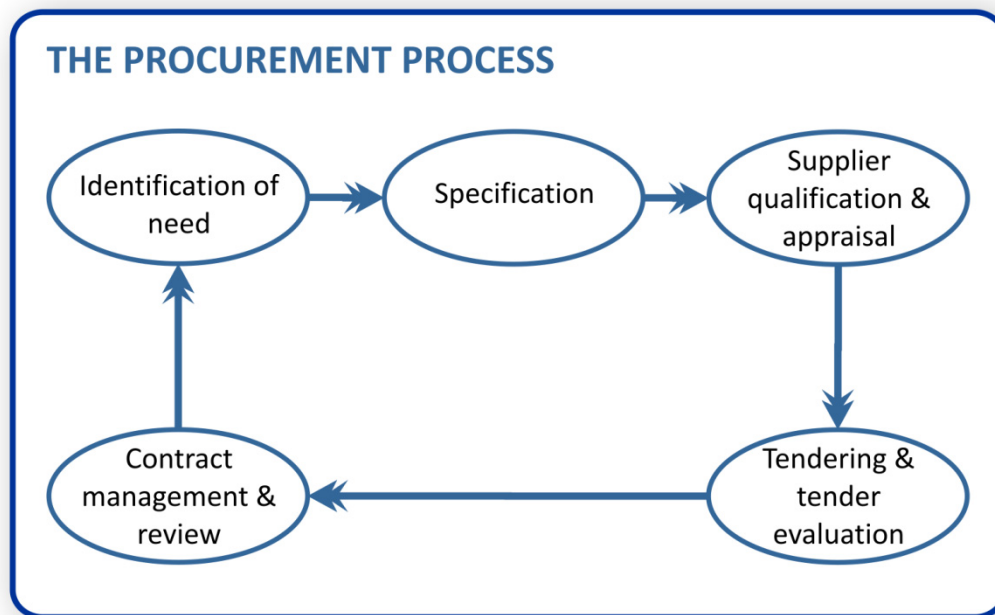 THE PROCUREMENT PROCESS
Identification of
need
Specification
Supplier
qualification &
appraisal
Tendering &
tender
evaluation
Contract
management &
review